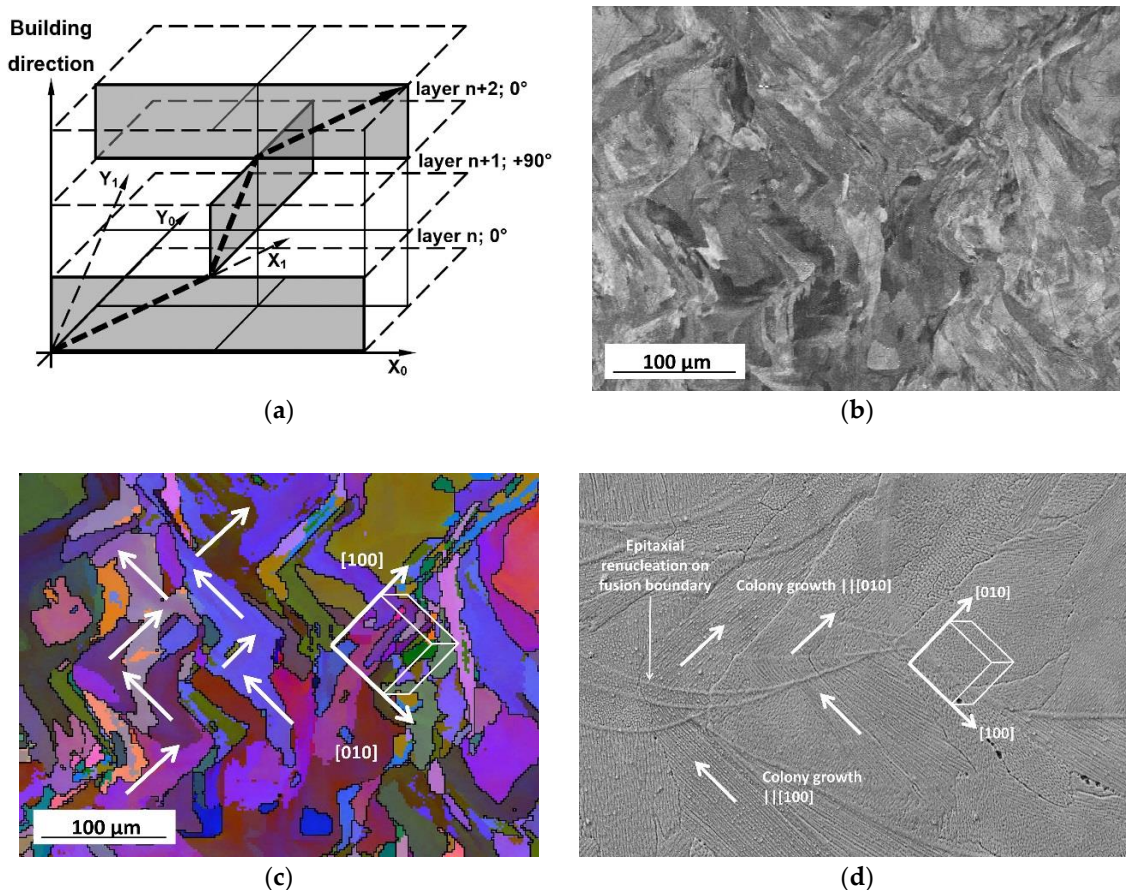 Building
direction
layer n+2; 0°
layer n+1; +90°
Y₁
Y₀
layer n; 0°
X₁
X₀
(a)
100 µm
(b)
[100]
[010]
100 µm
(c)
Epitaxial
renucleation on
fusion boundary
Colony growth ||[010]
[010]
[100]
Colony growth
||[100]
(d)